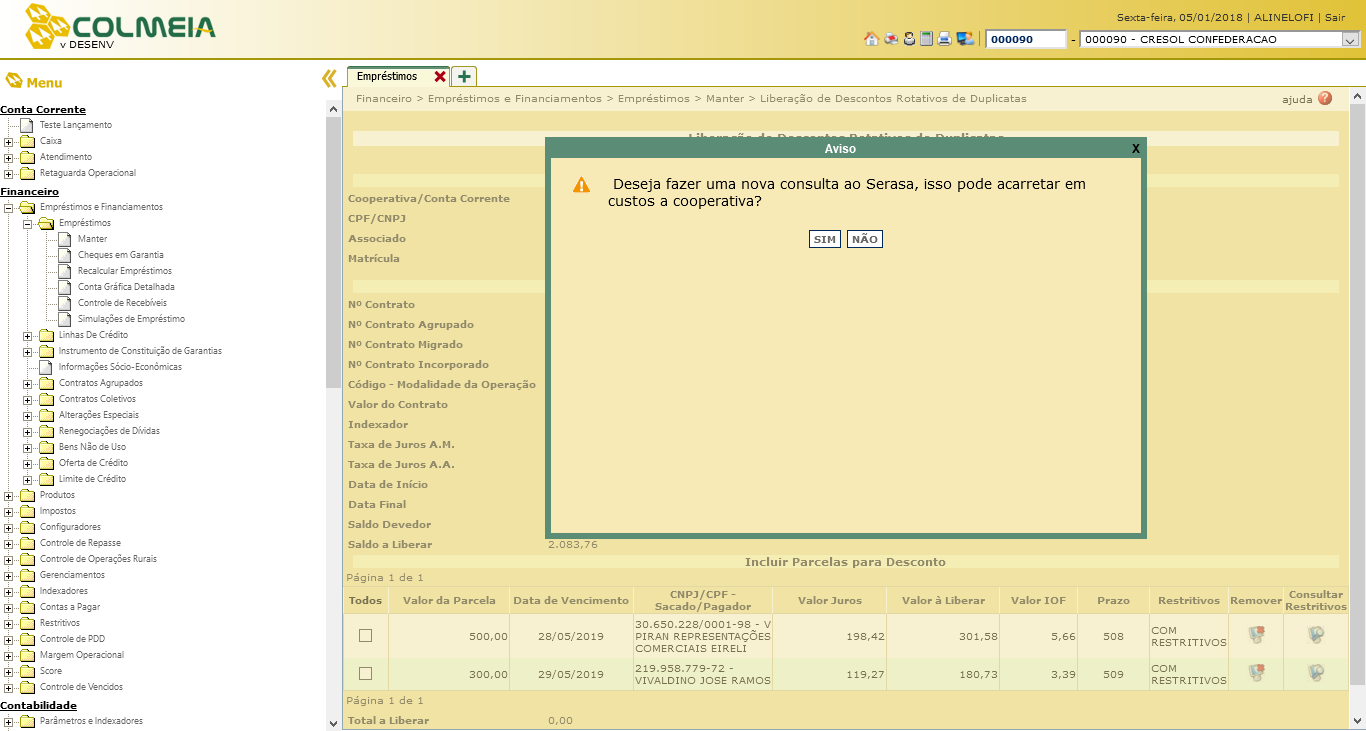 COLMEIA
v DESENV
Sexta-feira, 05/01/2018 | ALINELOFI | Sair
000090 - 000090 - CRESOL CONFEDERACAO
Menu
Conta Corrente
Teste Lançamento
Caixa
Atendimento
Retaguarda Operacional
Financeiro
Empréstimos e Financiamentos
Empréstimos
Manter
Cheques em Garantia
Recalcular Empréstimos
Conta Gráfica Detalhada
Controle de Recebíveis
Simulações de Empréstimo
Linhas De Crédito
Instrumento de Constituição de Garantias
Informações Sócio-Econômicas
Contratos Agrupados
Contratos Coletivos
Alterações Especiais
Renegociações de Dívidas
Bens Não de Uso
Oferta de Crédito
Limite de Crédito
Produtos
Impostos
Configuradores
Controle de Repasse
Controle de Operações Rurais
Gerenciamentos
Indexadores
Contas a Pagar
Restritivos
Controle de PDD
Margem Operacional
Score
Controle de Vencidos
Contabilidade
Parâmetros e Indexadores
Empréstimos
Financeiro > Empréstimos e Financiamentos > Empréstimos > Manter > Liberação de Descontos Rotativos de Duplicatas
ajuda ?
Liberação de Descontos Rotativos de Duplicatas
Aviso X
Deseja fazer uma nova consulta ao Serasa, isso pode acarretar em
custos a cooperativa?
SIM NÃO
Cooperativa/Conta Corrente
CPF/CNPJ
Associado
Matrícula
Nº Contrato
Nº Contrato Agrupado
Nº Contrato Migrado
Nº Contrato Incorporado
Código - Modalidade da Operação
Valor do Contrato
Indexador
Taxa de Juros A.M.
Taxa de Juros A.A.
Data de Início
Data Final
Saldo Devedor
Saldo a Liberar 2.083,76
Incluir Parcelas para Desconto
Página 1 de 1
Todos Valor da Parcela Data de Vencimento CNPJ/CPF - Sacado/Pagador Valor Juros Valor à Liberar Valor IOF Prazo Restritivos Remover Consultar Restritivos
500,00 28/05/2019 30.650.228/0001-98 - V PIRAN REPRESENTAÇÕES COMERCIAIS EIRELI 198,42 301,58 5,66 508 COM RESTRITIVOS
300,00 29/05/2019 219.958.779-72 - VIVALDINO JOSE RAMOS 119,27 180,73 3,39 509 COM RESTRITIVOS
Página 1 de 1
Total a Liberar 0,00